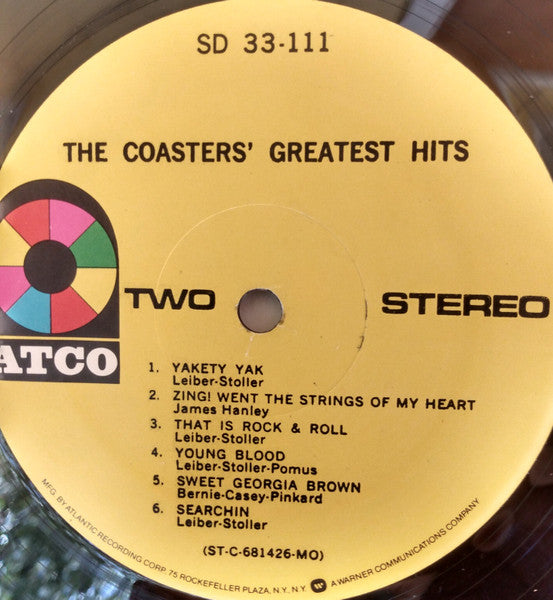 SD 33-111
THE COASTERS' GREATEST HITS
ATCO
TWO
STEREO
1. YAKETY YAK
Leiber-Stoller
2. ZING! WENT THE STRINGS OF MY HEART
James Hanley
3. THAT IS ROCK & ROLL
Leiber-Stoller
4. YOUNG BLOOD
Leiber-Stoller-Pomus
5. SWEET GEORGIA BROWN
Bernie-Casey-Pinkard
6. SEARCHIN
Leiber-Stoller
(ST-C-681426-MO)
MFG. BY ATLANTIC RECORDING CORP. 75 ROCKEFELLER PLAZA, N.Y., N.Y. W A WARNER COMMUNICATIONS COMPANY